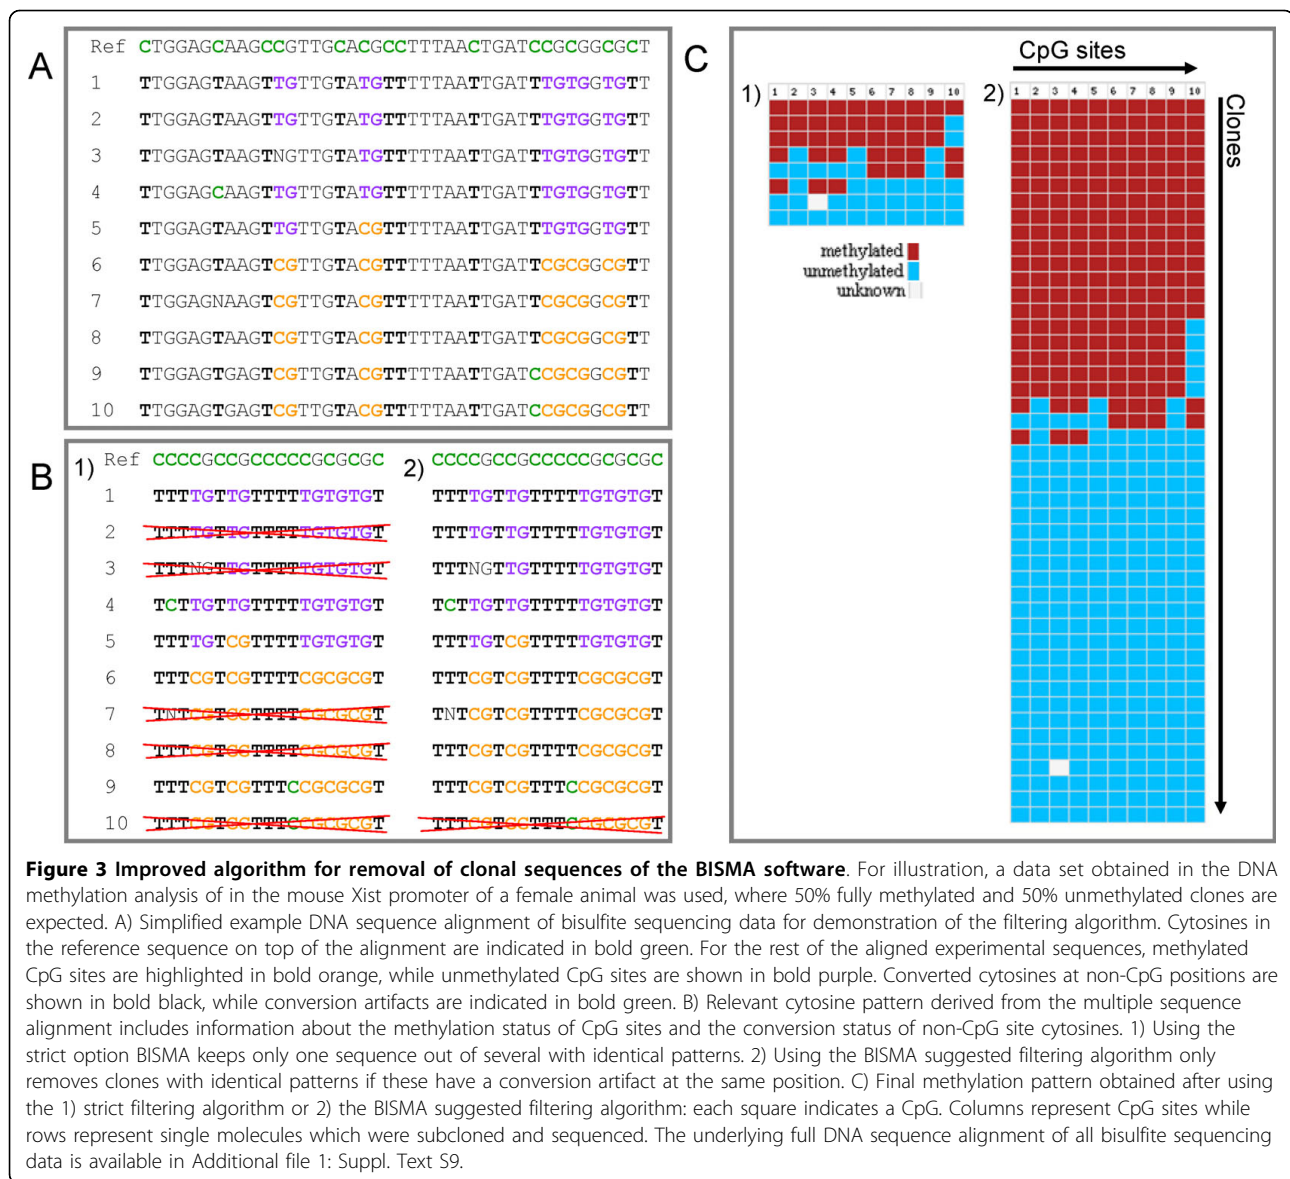 A
Ref CTGGAGCAAGCCGTTGCACGCCTTTAACTGATCCGCGGCGCT
1 TTGGAGTAAGTTGTTGTATGTTTTTAATTGATTTGTGGTGTT
2 TTGGAGTAAGTTGTTGTATGTTTTTAATTGATTTGTGGTGTT
3 TTGGAGTAAGTNGTTGTATGTTTTTAATTGATTTGTGGTGTT
4 TTGGAGCAAGTTGTTGTATGTTTTTAATTGATTTGTGGTGTT
5 TTGGAGTAAGTTGTTGTACGTTTTTAATTGATTTGTGGTGTT
6 TTGGAGTAAGTCGTTGTACGTTTTTAATTGATTCGCGGCGTT
7 TTGGAGNAAGTCGTTGTACGTTTTTAATTGATTCGCGGCGTT
8 TTGGAGTAAGTCGTTGTACGTTTTTAATTGATTCGCGGCGTT
9 TTGGAGTGAGTCGTTGTACGTTTTTAATTGATCCGCGGCGTT
10 TTGGAGTGAGTCGTTGTACGTTTTTAATTGATCCGCGGCGTT
B
1) 2)
Ref CCCCGCCGCCCCCGCGCGC CCCCGCCGCCCCCGCGCGC
1 TTTTGTTGTTTTTGTGTGT TTTTGTTGTTTTTGTGTGT
2 TTTTGTTGTTTTTGTGTGT TTTTGTTGTTTTTGTGTGT
3 TTTNGTTGTTTTTGTGTGT TTTNGTTGTTTTTGTGTGT
4 TCTTGTTGTTTTTGTGTGT TCTTGTTGTTTTTGTGTGT
5 TTTTGTCGTTTTTGTGTGT TTTTGTCGTTTTTGTGTGT
6 TTTCGTCGTTTTCGCGCGT TTTCGTCGTTTTCGCGCGT
7 TNTCGTCGTTTTCGCGCGT TNTCGTCGTTTTCGCGCGT
8 TTTCGTCGTTTTCGCGCGT TTTCGTCGTTTTCGCGCGT
9 TTTCGTCGTTTCCGCGCGT TTTCGTCGTTTCCGCGCGT
10 TTTCGTCGTTTCCGCGCGT TTTCGTCGTTTCCGCGCGT
C
CpG sites
1) 1 2 3 4 5 6 7 8 9 10
2) 1 2 3 4 5 6 7 8 9 10
Clones
methylated
unmethylated
unknown
Figure 3 Improved algorithm for removal of clonal sequences of the BISMA software. For illustration, a data set obtained in the DNA
methylation analysis of in the mouse Xist promoter of a female animal was used, where 50% fully methylated and 50% unmethylated clones are
expected. A) Simplified example DNA sequence alignment of bisulfite sequencing data for demonstration of the filtering algorithm. Cytosines in
the reference sequence on top of the alignment are indicated in bold green. For the rest of the aligned experimental sequences, methylated
CpG sites are highlighted in bold orange, while unmethylated CpG sites are shown in bold purple. Converted cytosines at non-CpG positions are
shown in bold black, while conversion artifacts are indicated in bold green. B) Relevant cytosine pattern derived from the multiple sequence
alignment includes information about the methylation status of CpG sites and the conversion status of non-CpG site cytosines. 1) Using the
strict option BISMA keeps only one sequence out of several with identical patterns. 2) Using the BISMA suggested filtering algorithm only
removes clones with identical patterns if these have a conversion artifact at the same position. C) Final methylation pattern obtained after using
the 1) strict filtering algorithm or 2) the BISMA suggested filtering algorithm: each square indicates a CpG. Columns represent CpG sites while
rows represent single molecules which were subcloned and sequenced. The underlying full DNA sequence alignment of all bisulfite sequencing
data is available in Additional file 1: Suppl. Text S9.